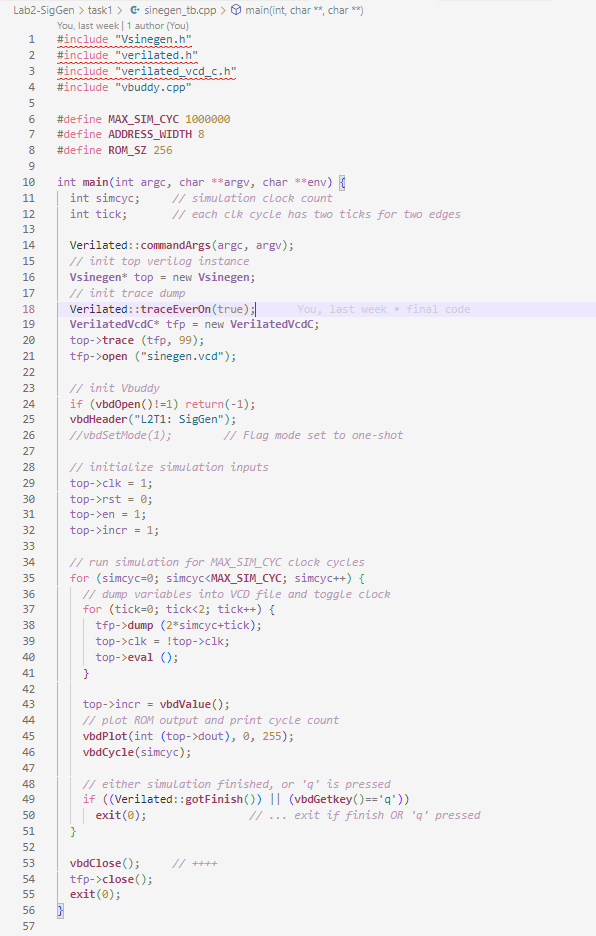 Lab2-SigGen > task1 > sinegen_tb.cpp > main(int, char **, char **)
You, last week | 1 author (You)
1 #include "Vsinegen.h"
2 #include "verilated.h"
3 #include "verilated_vcd_c.h"
4 #include "vbuddy.cpp"
5
6 #define MAX_SIM_CYC 1000000
7 #define ADDRESS_WIDTH 8
8 #define ROM_SZ 256
9
10 int main(int argc, char **argv, char **env) {
11   int simcyc;     // simulation clock count
12   int tick;       // each clk cycle has two ticks for two edges
13
14   Verilated::commandArgs(argc, argv);
15   // init top verilog instance
16   Vsinegen* top = new Vsinegen;
17   // init trace dump
18   Verilated::traceEverOn(true);      You, last week • final code
19   VerilatedVcdC* tfp = new VerilatedVcdC;
20   top->trace (tfp, 99);
21   tfp->open ("sinegen.vcd");
22
23   // init Vbuddy
24   if (vbdOpen()!=1) return(-1);
25   vbdHeader("L2T1: SigGen");
26   //vbdSetMode(1);        // Flag mode set to one-shot
27
28   // initialize simulation inputs
29   top->clk = 1;
30   top->rst = 0;
31   top->en = 1;
32   top->incr = 1;
33
34   // run simulation for MAX_SIM_CYC clock cycles
35   for (simcyc=0; simcyc<MAX_SIM_CYC; simcyc++) {
36     // dump variables into VCD file and toggle clock
37     for (tick=0; tick<2; tick++) {
38       tfp->dump (2*simcyc+tick);
39       top->clk = !top->clk;
40       top->eval ();
41     }
42
43     top->incr = vbdValue();
44     // plot ROM output and print cycle count
45     vbdPlot(int (top->dout), 0, 255);
46     vbdCycle(simcyc);
47
48     // either simulation finished, or 'q' is pressed
49     if ((Verilated::gotFinish()) || (vbdGetkey()=='q'))
50       exit(0);                // ... exit if finish OR 'q' pressed
51   }
52
53   vbdClose();     // ++++
54   tfp->close();
55   exit(0);
56 }
57